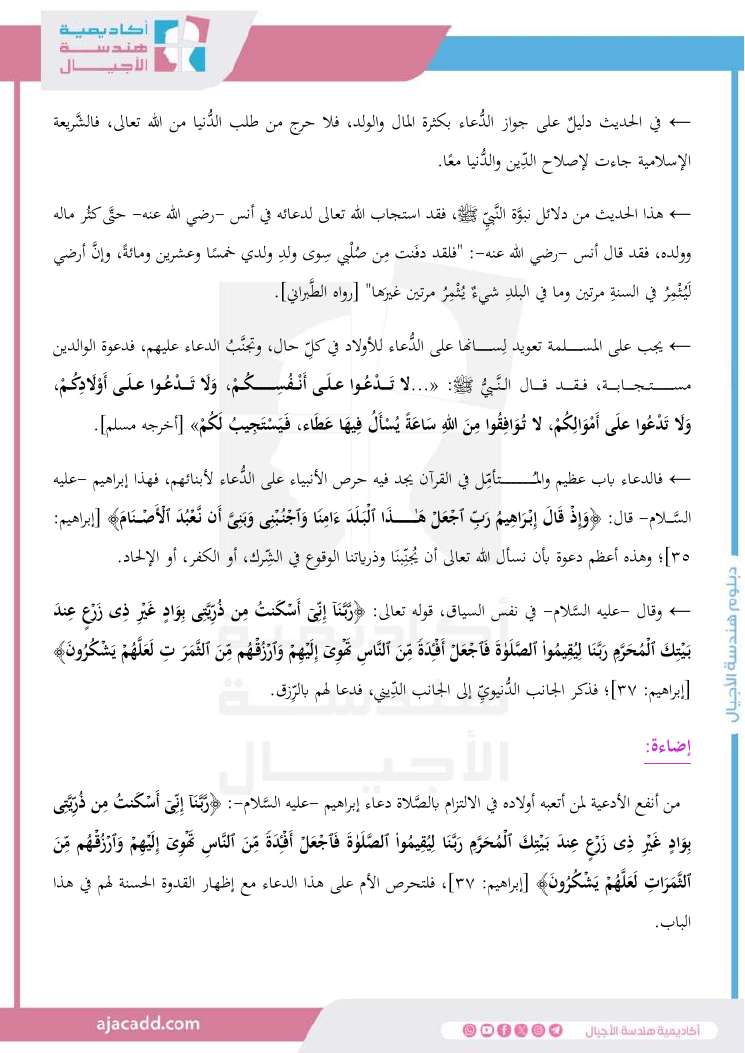 أكاديمية
هندسة
الأجيال
← في الحديث دليلٌ على جواز الدُّعاء بكثرة المال والولد، فلا حرج من طلب الدُّنيا من الله تعالى، فالشَّريعة
الإسلامية جاءت لإصلاح الدِّين والدُّنيا معًا.
← هذا الحديث من دلائل نبوَّة النَّبيِّ ﷺ، فقد استجاب الله تعالى لدعائه في أنس –رضي الله عنه– حتَّى كثُر ماله
وولده، فقد قال أنس –رضي الله عنه–: "فلقد دفَنت مِن صُلْبي سِوى ولدِ ولدي خمسًا وعشرين ومائةً، وإنَّ أرضي
لَيُثْمِرُ في السنةِ مرتين وما في البلدِ شيءٌ يُثْمِرُ مرتين غيرَها" [رواه الطَّبراني].
← يجب على المسلمة تعويد لِسانها على الدُّعاء للأولاد في كلِّ حال، وتجنَّبُ الدعاء عليهم، فدعوة الوالدين
مستجابة، فقد قال النَّبيُّ ﷺ: «...لا تَدْعُوا علَى أَنْفُسِكُمْ، وَلَا تَدْعُوا علَى أَوْلَادِكُمْ،
وَلَا تَدْعُوا علَى أَمْوَالِكُمْ، لا تُوَافِقُوا مِنَ اللهِ سَاعَةً يُسْأَلُ فِيهَا عَطَاء، فَيَسْتَجِيبُ لَكُمْ» [أخرجه مسلم].
← فالدعاء باب عظيم والمُتأمِّل في القرآن يجد فيه حرص الأنبياء على الدُّعاء لأبنائهم، فهذا إبراهيم –عليه
السَّلام– قال: ﴿وَإِذْ قَالَ إِبْرَاهِيمُ رَبِّ ٱجْعَلْ هَـٰذَا ٱلْبَلَدَ ءَامِنًا وَٱجْنُبْنِى وَبَنِىَّ أَن نَّعْبُدَ ٱلْأَصْنَامَ﴾ [إبراهيم:
٣٥]؛ وهذه أعظم دعوة بأن نسأل الله تعالى أن يُجنِّبنَا وذرياتنا الوقوع في الشِّرك، أو الكفر، أو الإلحاد.
← وقال –عليه السَّلام– في نفس السياق، قوله تعالى: ﴿رَّبَّنَآ إِنِّىٓ أَسْكَنتُ مِن ذُرِّيَّتِى بِوَادٍ غَيْرِ ذِى زَرْعٍ عِندَ
بَيْتِكَ ٱلْمُحَرَّمِ رَبَّنَا لِيُقِيمُوا۟ ٱلصَّلَوٰةَ فَٱجْعَلْ أَفْـِٔدَةً مِّنَ ٱلنَّاسِ تَهْوِىٓ إِلَيْهِمْ وَٱرْزُقْهُم مِّنَ ٱلثَّمَرَ تِ لَعَلَّهُمْ يَشْكُرُونَ﴾
[إبراهيم: ٣٧]؛ فذكر الجانب الدُّنيويِّ إلى الجانب الدِّيني، فدعا لهم بالرِّزق.
إضاءة:
من أنفع الأدعية لمن أتعبه أولاده في الالتزام بالصَّلاة دعاء إبراهيم –عليه السَّلام–: ﴿رَّبَّنَآ إِنِّىٓ أَسْكَنتُ مِن ذُرِّيَّتِى
بِوَادٍ غَيْرِ ذِى زَرْعٍ عِندَ بَيْتِكَ ٱلْمُحَرَّمِ رَبَّنَا لِيُقِيمُوا۟ ٱلصَّلَوٰةَ فَٱجْعَلْ أَفْـِٔدَةً مِّنَ ٱلنَّاسِ تَهْوِىٓ إِلَيْهِمْ وَٱرْزُقْهُم مِّنَ
ٱلثَّمَرَاتِ لَعَلَّهُمْ يَشْكُرُونَ﴾ [إبراهيم: ٣٧]، فلتحرص الأم على هذا الدعاء مع إظهار القدوة الحسنة لهم في هذا
الباب.
أكاديمية
هندسة
الأجيال
دبلوم هندسة الأجيال
أكاديمية هندسة الأجيال
ajacadd.com